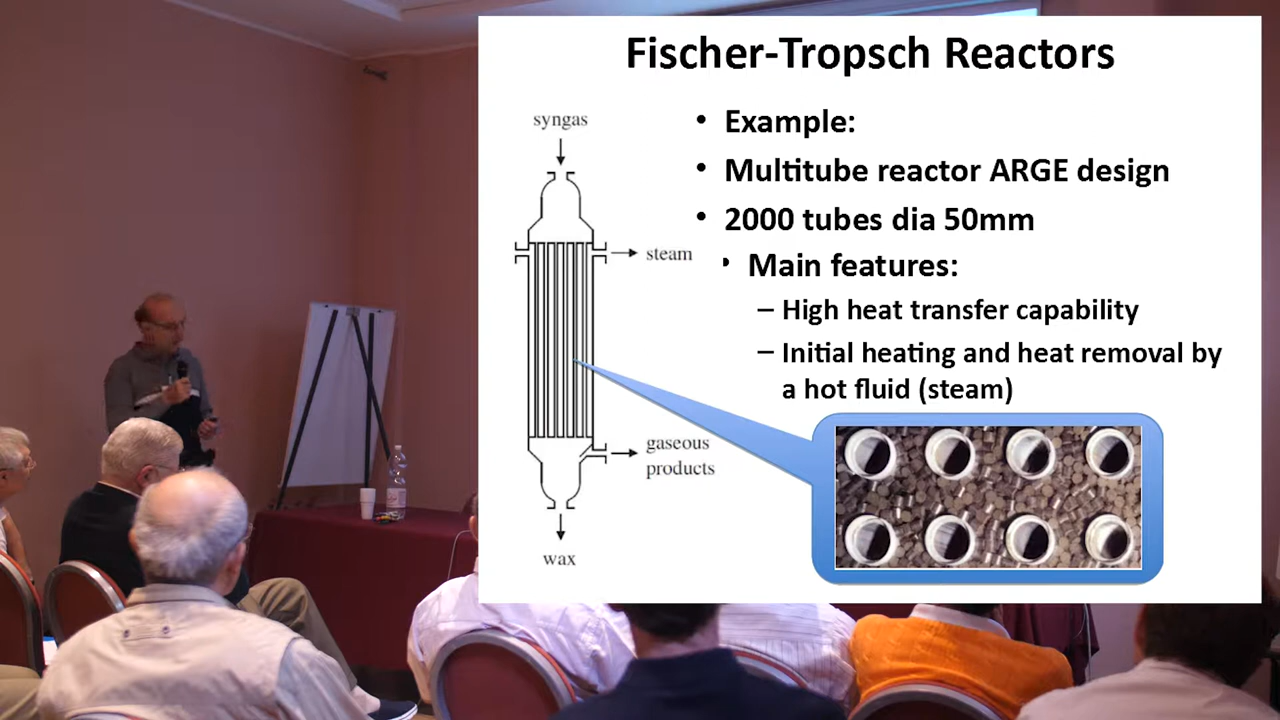 Fischer-Tropsch Reactors
syngas
steam
gaseous
products
wax
• Example:
• Multitube reactor ARGE design
• 2000 tubes dia 50mm
• Main features:
– High heat transfer capability
– Initial heating and heat removal by
a hot fluid (steam)